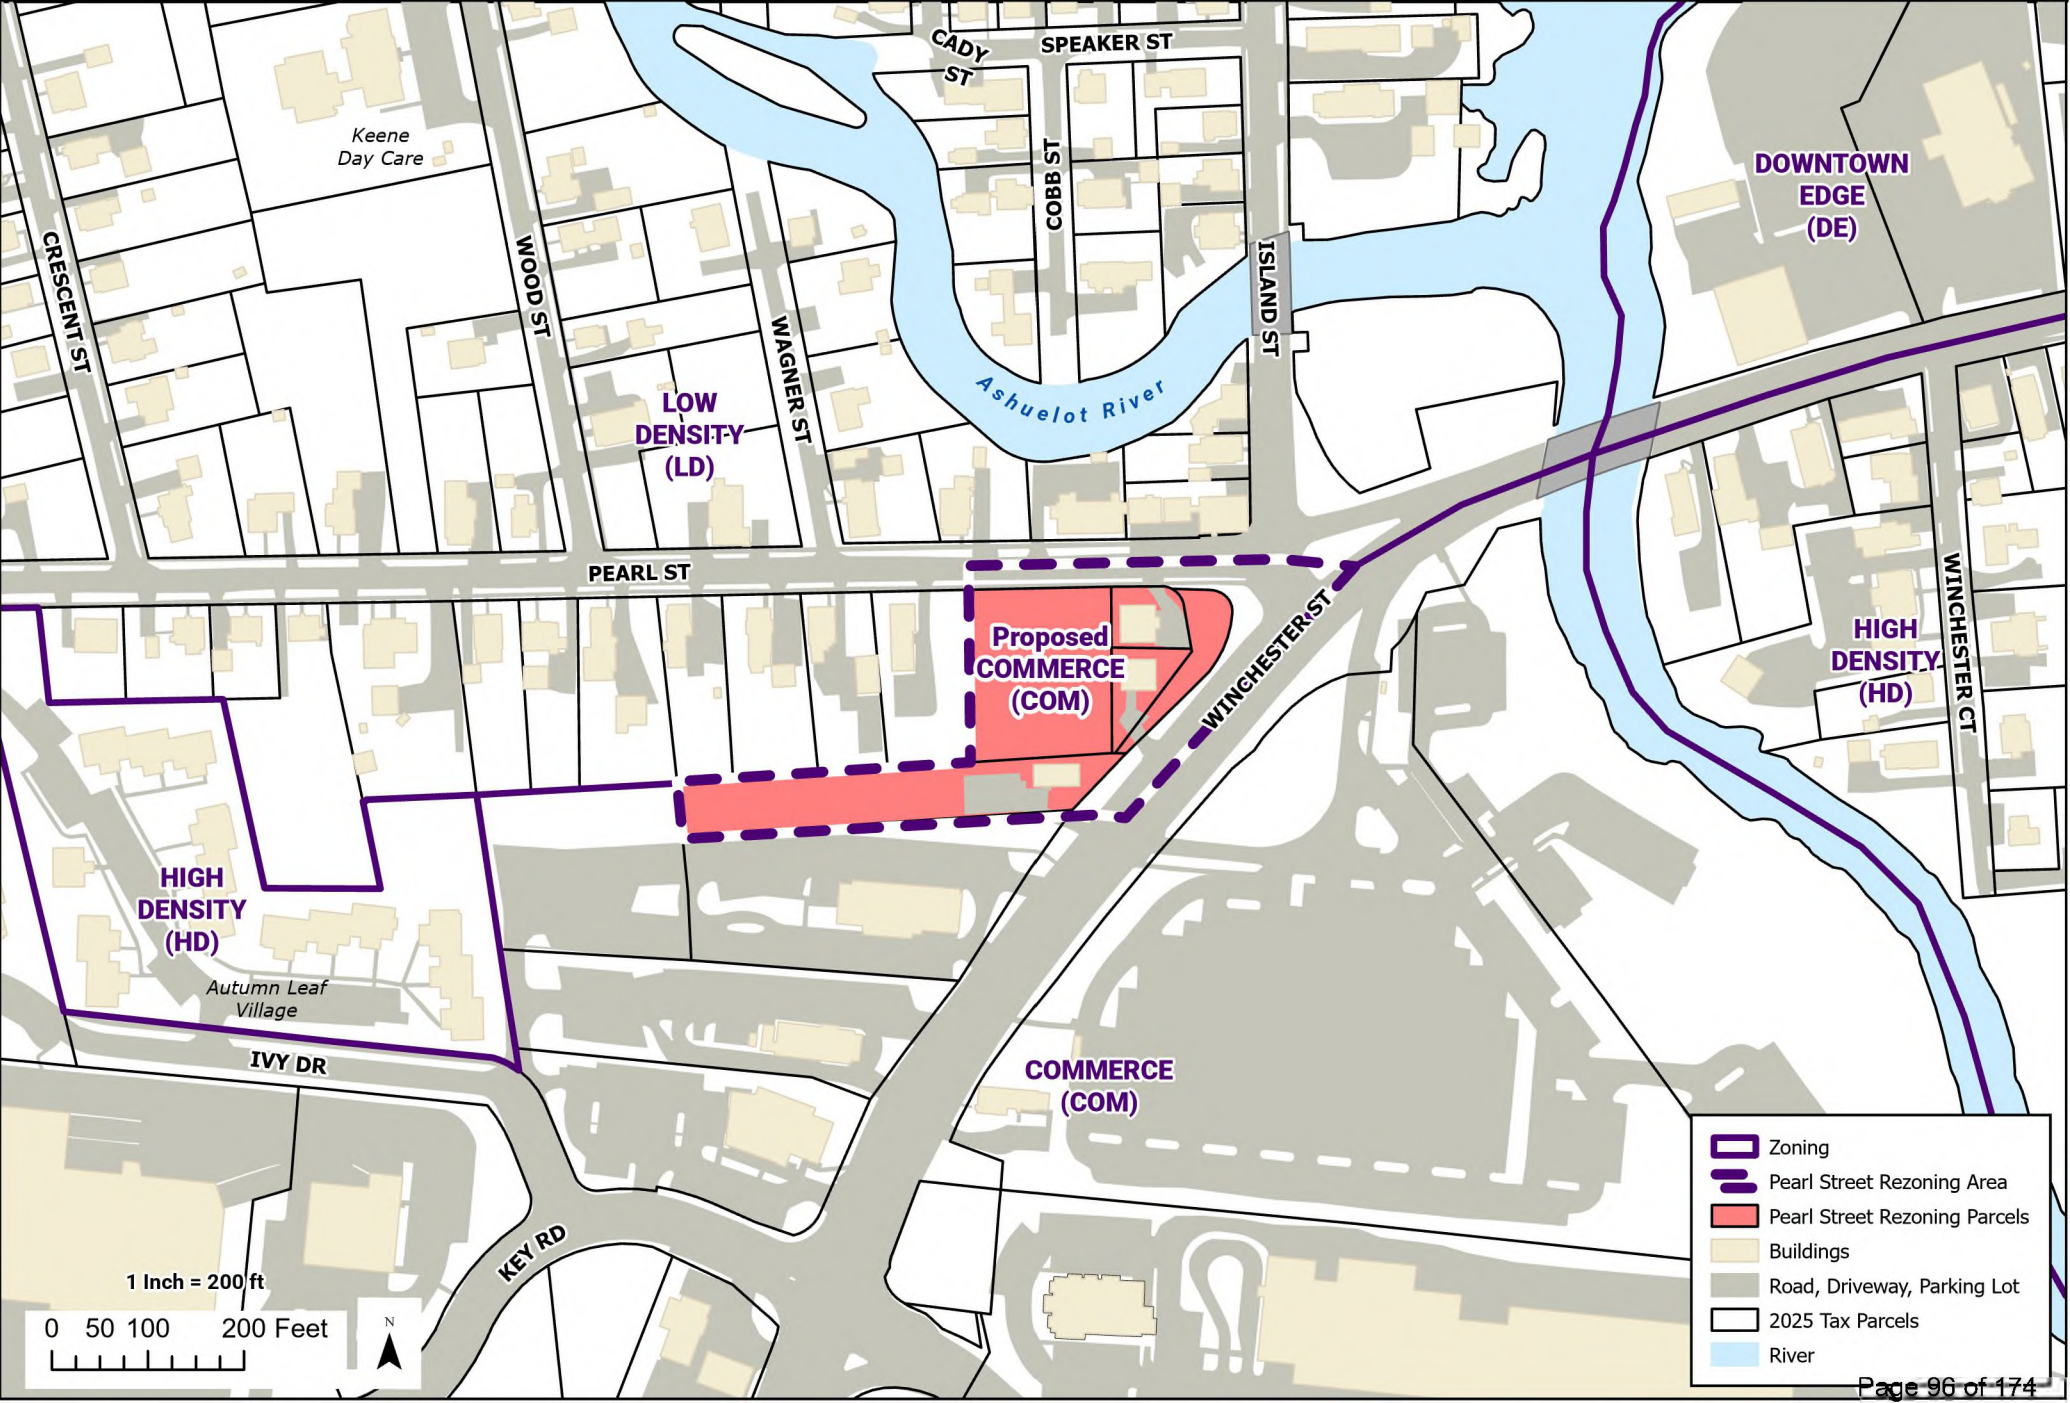 CADY
ST
SPEAKER ST
Keene
Day Care
COBB ST
DOWNTOWN
EDGE
(DE)
CRESCENT ST
WOOD ST
WAGNER ST
ISLAND ST
Ashuelot River
LOW
DENSITY
(LD)
PEARL ST
WINCHESTER ST
WINCHESTER CT
Proposed
COMMERCE
(COM)
HIGH
DENSITY
(HD)
HIGH
DENSITY
(HD)
Autumn Leaf
Village
IVY DR
COMMERCE
(COM)
KEY RD
1 Inch = 200 ft
0 50 100 200 Feet
N
Zoning
Pearl Street Rezoning Area
Pearl Street Rezoning Parcels
Buildings
Road, Driveway, Parking Lot
2025 Tax Parcels
River
Page 96 of 174